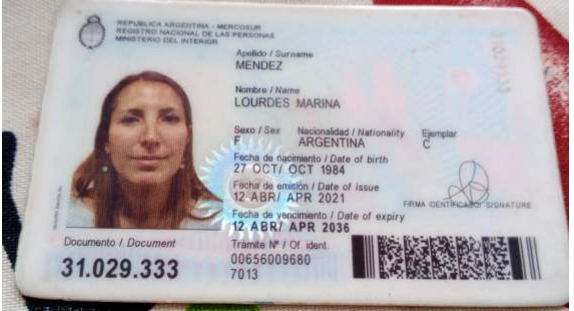 REPUBLICA ARGENTINA - MERCOSUR
REGISTRO NACIONAL DE LAS PERSONAS
MINISTERIO DEL INTERIOR
Apellido / Surname
MENDEZ
Nombre / Name
LOURDES MARINA
Sexo / Sex Nacionalidad / Nationality Ejemplar
F ARGENTINA C
Fecha de nacimiento / Date of birth
27 OCT/ OCT 1984
Fecha de emisión / Date of issue
12 ABR/ APR 2021
FIRMA IDENTIFICADO/ SIGNATURE
Fecha de vencimiento / Date of expiry
12 ABR/ APR 2036
Documento / Document
31.029.333
Trámite Nº / Of. ident.
00656009680
7013